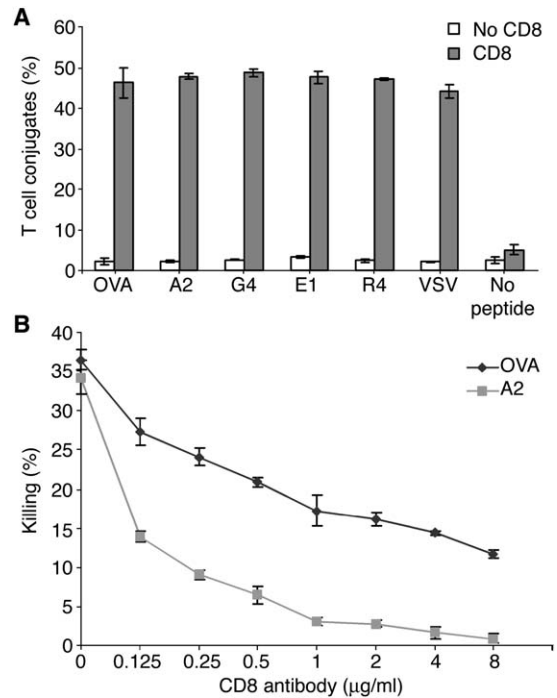 A
60
50
40
30
20
10
0
T cell conjugates (%)
No CD8
CD8
OVA A2 G4 E1 R4 VSV No
peptide
B
40
35
30
25
20
15
10
5
0
Killing (%)
OVA
A2
0 0.125 0.25 0.5 1 2 4 8
CD8 antibody (μg/ml)